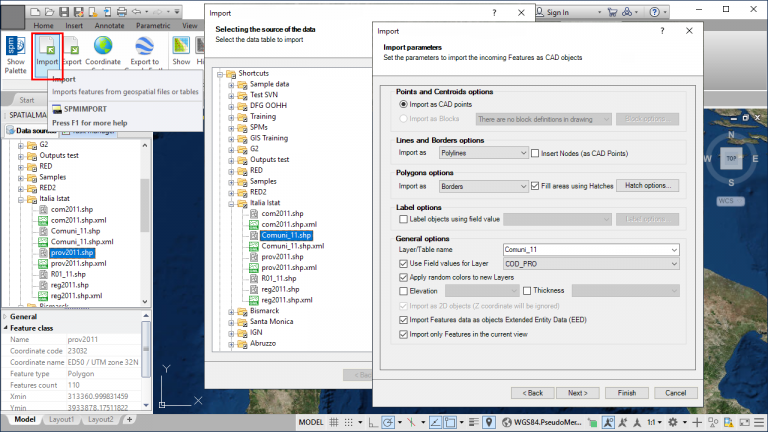 Sign In
Home
Insert
Annotate
Parametric
View
Show
Palette
Import
Export
Coordinate
Export to
Show
Import
Imports features from geospatial files or tables
SPMIMPORT
Press F1 for more help
Start
Data sources
G2
Outputs test
RED
Samples
RED2
Italia Istat
com2011.shp
com2011.shp.xml
Comuni_11.shp
Comuni_11.shp.xml
prov2011.shp
prov2011.shp.xml
R01_11.shp
reg2011.shp
reg2011.shp.xml
Bismarck
General
Feature class
Name prov2011
Coordinate code 23032
Coordinate name ED50 / UTM zone 32N
Feature type Polygon
Features count 110
Xmin 313360.999831459
Ymin 3933878.17511822
Model
Layout1
Layout2
+
Import
Selecting the source of the data
Select the data table to import
Shortcuts
Sample data
Test SVN
DFG OOHH
Training
SPMs
GIS Training
G2
Outputs test
RED
Samples
RED2
Italia Istat
com2011.shp
com2011.shp.xml
Comuni_11.shp
Comuni_11.shp.xml
prov2011.shp
prov2011.shp.xml
R01_11.shp
reg2011.shp
reg2011.shp.xml
Bismarck
Santa Monica
IGN
Abruzzo
Import
Import parameters
Set the parameters to import the incoming Features as CAD objects
Points and Centroids options
Import as CAD points
Import as Blocks There are no block definitions in drawing Block options...
Lines and Borders options
Import as Polylines Insert Nodes (as CAD Points)
Polygons options
Import as Borders Fill areas using Hatches Hatch options...
Label options
Label objects using field value Label options...
General options
Layer/Table name Comuni_11
Use Field values for Layer COD_PRO
Apply random colors to new Layers
Elevation Thickness
Import as 2D objects (Z coordinate will be ignored)
Import Features data as objects Extended Entity Data (EED)
Import only Features in the current view
< Back
Next >
Finish
Cancel
N
W
TOP
E
S
WCS
Y
X
MODEL
WGS84.PseudoMer...
1:1